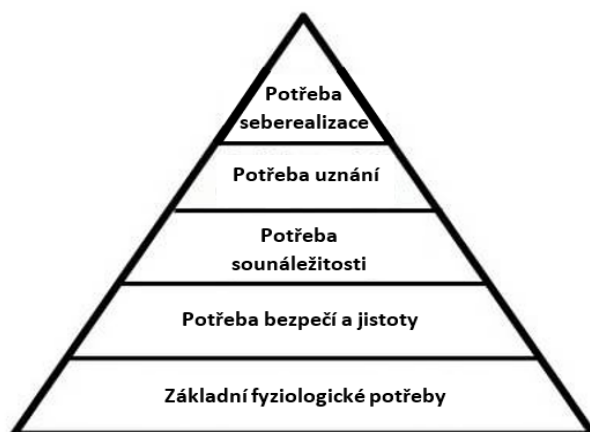 Potřeba
seberealizace
Potřeba uznání
Potřeba
sounáležitosti
Potřeba bezpečí a jistoty
Základní fyziologické potřeby